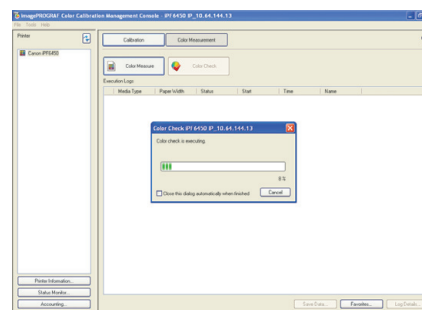 imagePROGRAF Color Calibration Management Console - iPF6450 IP_10.64.144.13
File Tools Help
Printer
Calibration Color Measurement
Canon iPF6450
Color Measure Color Check
Execution Logs:
Media Type Paper Width Status Start Time Name
Color Check iPF6450 IP_10.64.144.13
Color check is executing.
8 %
Close this dialog automatically when finished Cancel
Printer Information...
Status Monitor...
Accounting... Save Data... Favorites... Log Details...